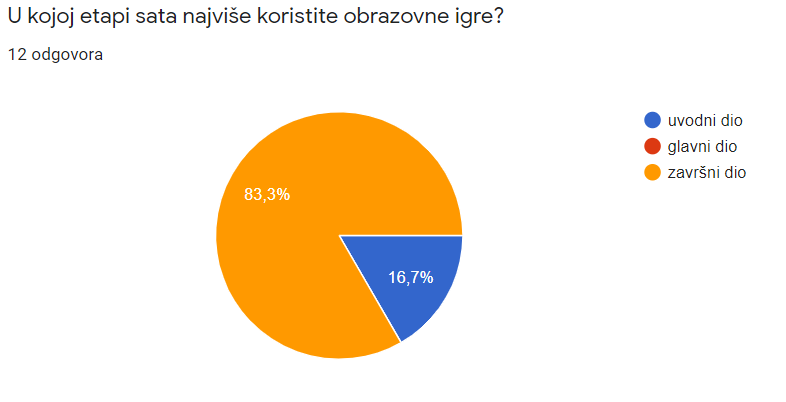 U kojoj etapi sata najviše koristite obrazovne igre?
12 odgovora
uvodni dio
glavni dio
završni dio
83,3%
16,7%